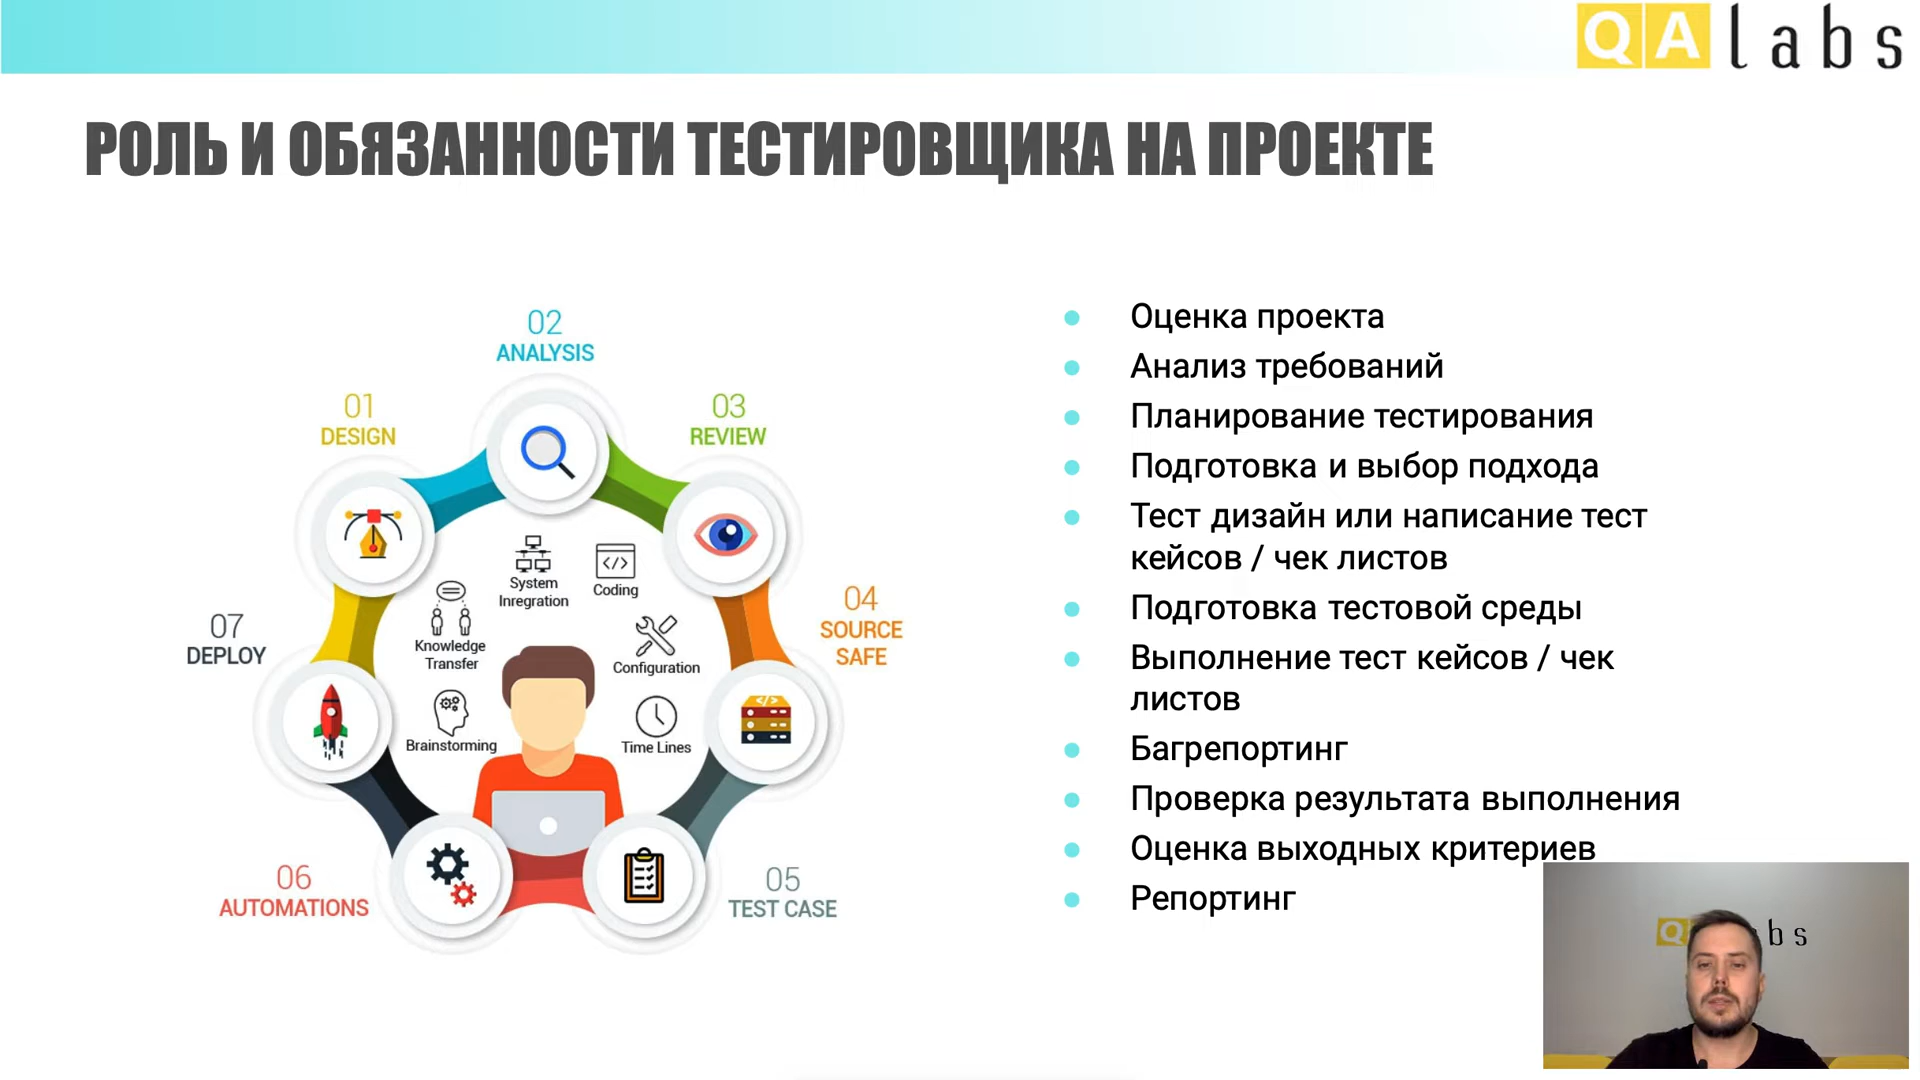 QA labs
РОЛЬ И ОБЯЗАННОСТИ ТЕСТИРОВЩИКА НА ПРОЕКТЕ
02
ANALYSIS
01
DESIGN
03
REVIEW
System
Inregration
Coding
Knowledge
Transfer
Configuration
04
SOURCE
SAFE
07
DEPLOY
Brainstorming
Time Lines
06
AUTOMATIONS
05
TEST CASE
Оценка проекта
Анализ требований
Планирование тестирования
Подготовка и выбор подхода
Тест дизайн или написание тест
кейсов / чек листов
Подготовка тестовой среды
Выполнение тест кейсов / чек
листов
Багрепортинг
Проверка результата выполнения
Оценка выходных критериев
Репортинг
Q bs